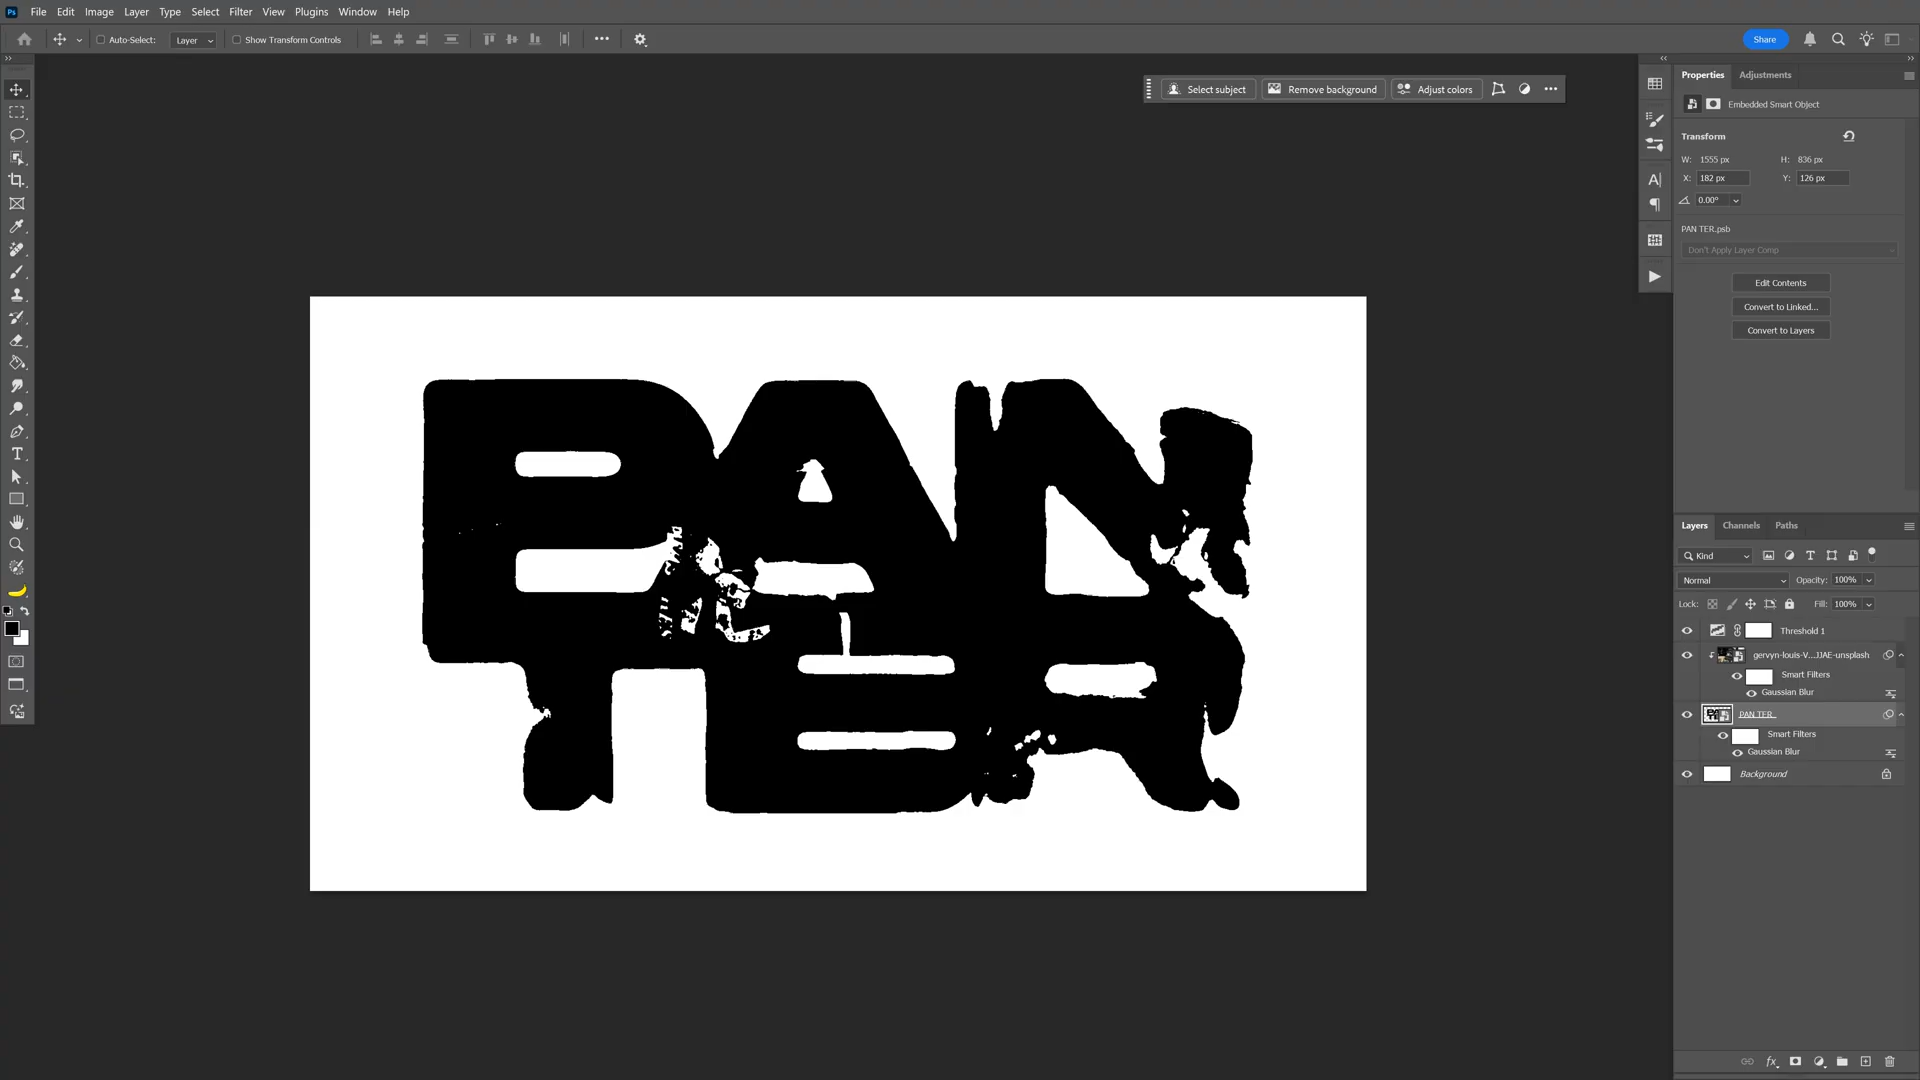 Ps File Edit Image Layer Type Select Filter View Plugins Window Help
Auto-Select: Layer Show Transform Controls Share
Select subject Remove background Adjust colors
Properties Adjustments
Embedded Smart Object
Transform
W: 1555 px H: 836 px
X: 182 px Y: 126 px
0.00°
PAN TER.psb
Don't Apply Layer Comp
Edit Contents
Convert to Linked...
Convert to Layers
PAN
TER
Layers Channels Paths
Kind
Normal Opacity: 100%
Lock: Fill: 100%
Threshold 1
gervyn-louis-V...JJAE-unsplash
Smart Filters
Gaussian Blur
PAN TER
Smart Filters
Gaussian Blur
Background